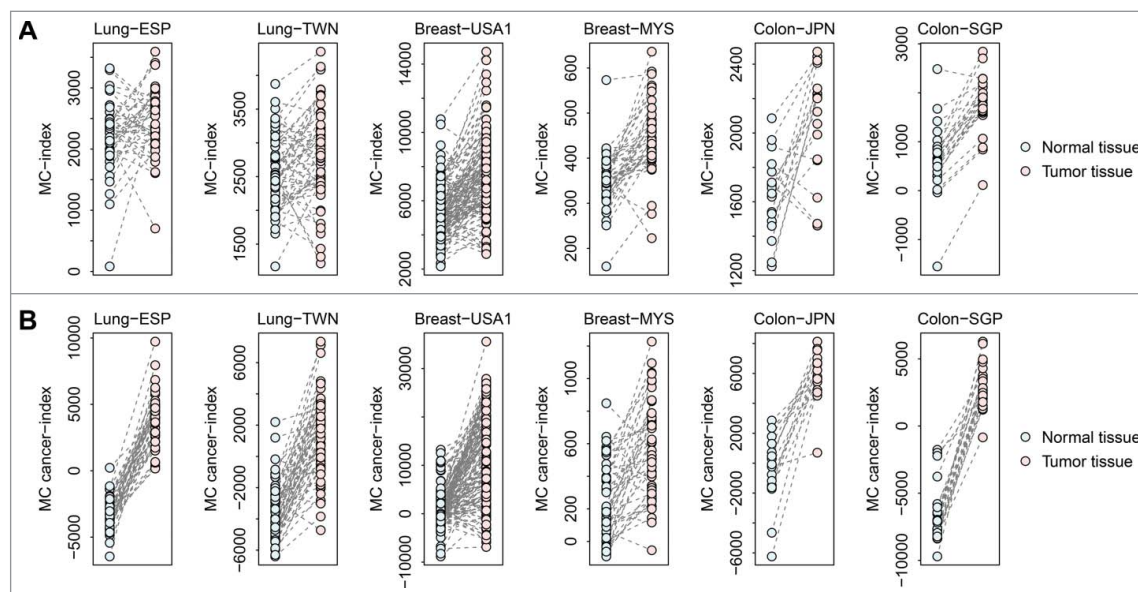 A
Lung−ESP Lung−TWN Breast−USA1 Breast−MYS Colon−JPN Colon−SGP
MC−index
0 1000 2000 3000
MC−index
1500 2500 3500
MC−index
2000 6000 10000 14000
MC−index
200 300 400 500 600
MC−index
1200 1600 2000 2400
MC−index
−1000 0 1000 3000
Normal tissue
Tumor tissue
B
Lung−ESP Lung−TWN Breast−USA1 Breast−MYS Colon−JPN Colon−SGP
MC cancer−index
−5000 0 5000 10000
MC cancer−index
−6000 −2000 2000 6000
MC cancer−index
−10000 0 10000 30000
MC cancer−index
0 200 600 1000
MC cancer−index
−6000 −2000 2000 6000
MC cancer−index
−10000 −5000 0 5000
Normal tissue
Tumor tissue